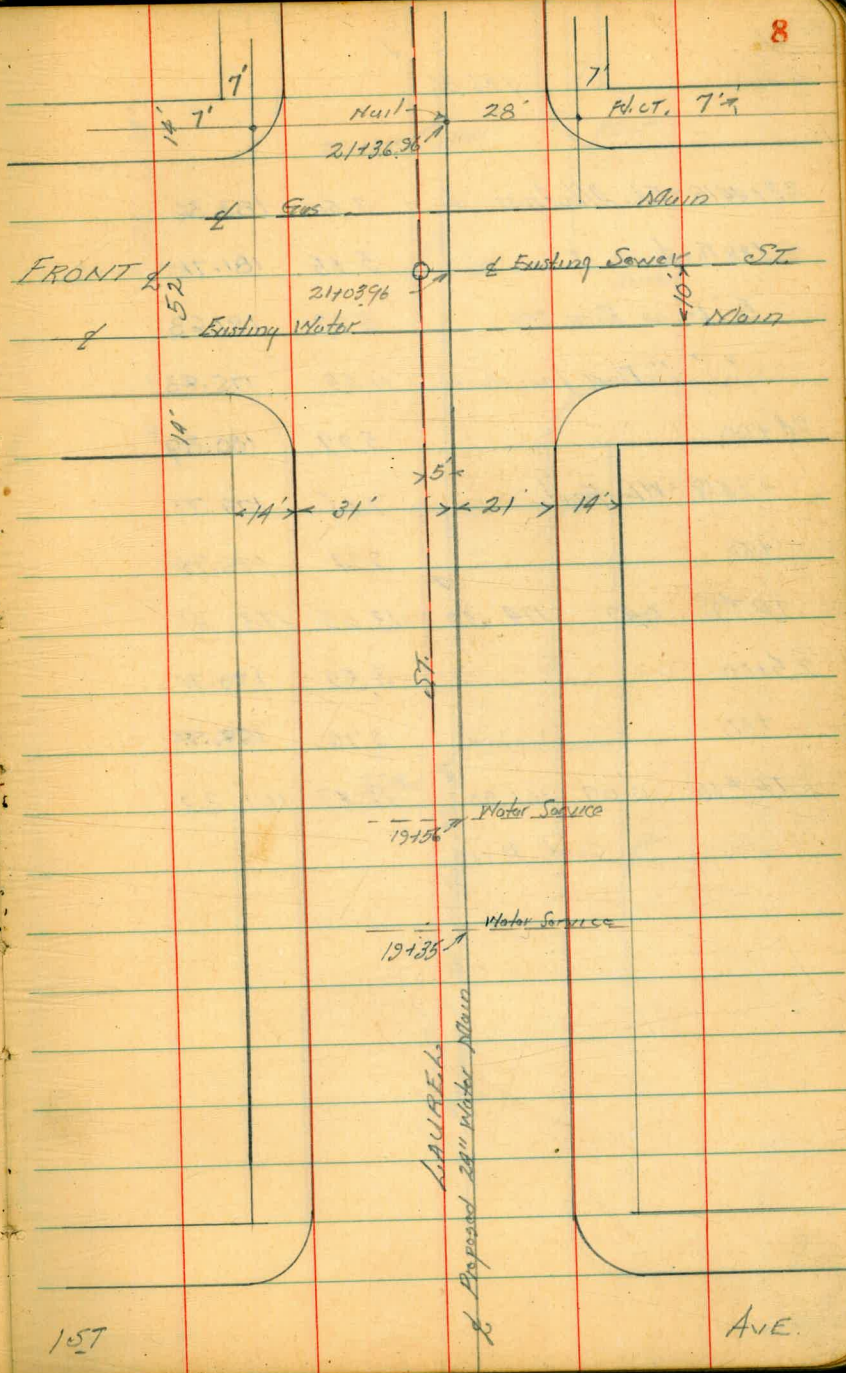 8
7' 7'
14' 7' Nail 28' 7'
21+36.96
℄ Gas Main
FRONT ℄ 52' ℄ Existing Sewer ST.
21+03.96 10'
℄ Existing Water Main
14'
5'
14' 31' 21' 14'
ST.
Water Service
19+56
Water Service
19+35
LAUREL
℄ Proposed 24" Water Main
1ST AVE.